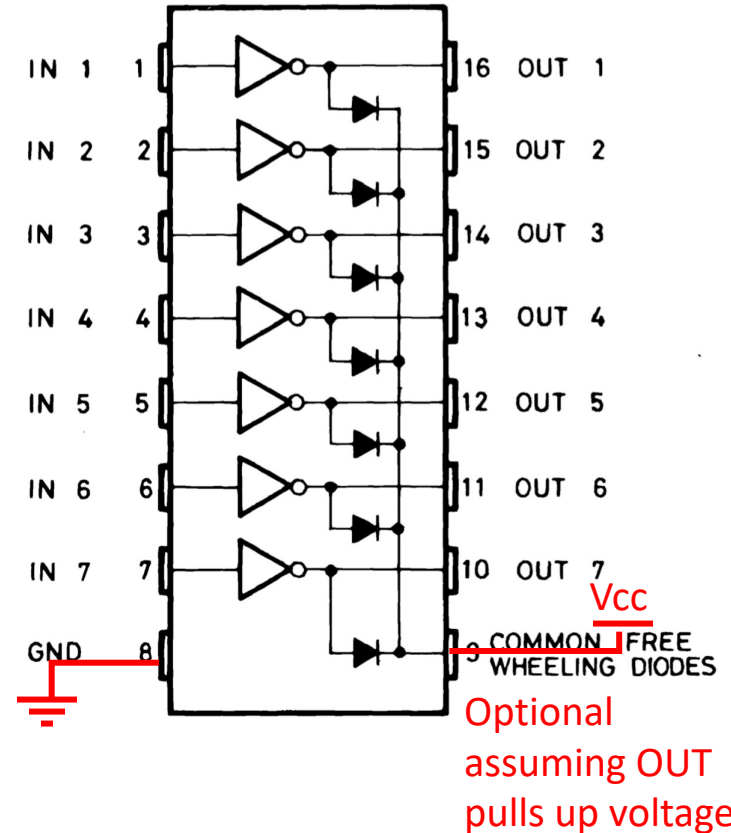 IN 1 1 16 OUT 1
IN 2 2 15 OUT 2
IN 3 3 14 OUT 3
IN 4 4 13 OUT 4
IN 5 5 12 OUT 5
IN 6 6 11 OUT 6
IN 7 7 10 OUT 7
Vcc
GND 8 9 COMMON FREE
WHEELING DIODES
Optional
assuming OUT
pulls up voltage